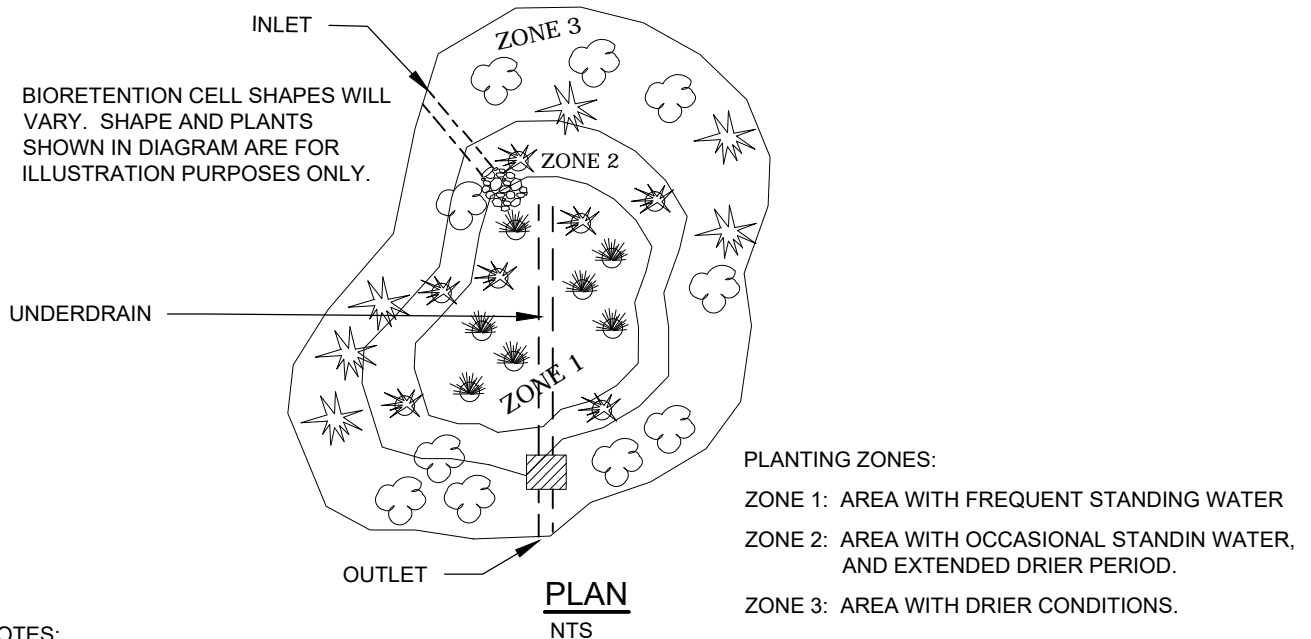 INLET
ZONE 3
BIORETENTION CELL SHAPES WILL
VARY. SHAPE AND PLANTS
SHOWN IN DIAGRAM ARE FOR
ILLUSTRATION PURPOSES ONLY.
ZONE 2
UNDERDRAIN
ZONE 1
OUTLET
PLAN
NTS
PLANTING ZONES:
ZONE 1: AREA WITH FREQUENT STANDING WATER
ZONE 2: AREA WITH OCCASIONAL STANDIN WATER,
AND EXTENDED DRIER PERIOD.
ZONE 3: AREA WITH DRIER CONDITIONS.
OTES: